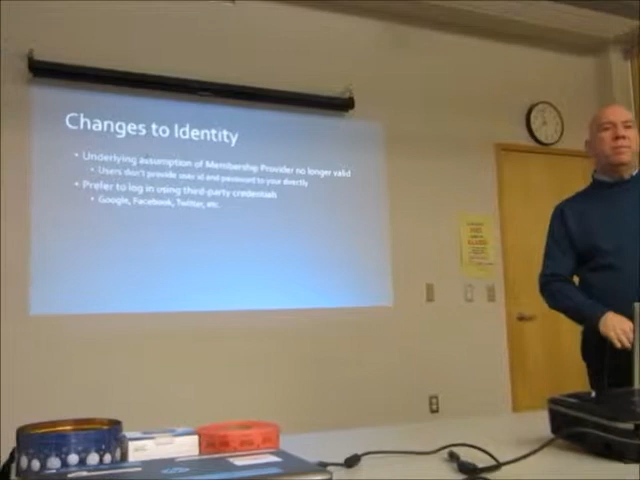 Changes to Identity
• Underlying assumption of Membership Provider no longer valid
• Users don't provide user id and password to your directly
• Prefer to log in using third-party credentials
• Google, Facebook, Twitter, etc.